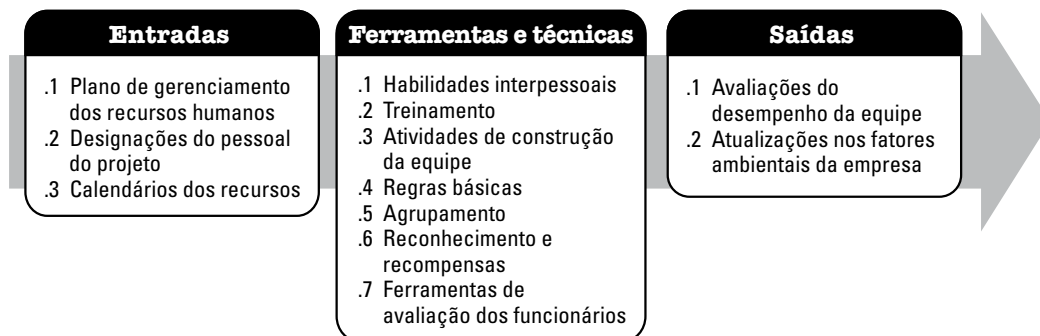 Entradas
.1 Plano de gerenciamento
dos recursos humanos
.2 Designações do pessoal
do projeto
.3 Calendários dos recursos
Ferramentas e técnicas
.1 Habilidades interpessoais
.2 Treinamento
.3 Atividades de construção
da equipe
.4 Regras básicas
.5 Agrupamento
.6 Reconhecimento e
recompensas
.7 Ferramentas de
avaliação dos funcionários
Saídas
.1 Avaliações do
desempenho da equipe
.2 Atualizações nos fatores
ambientais da empresa